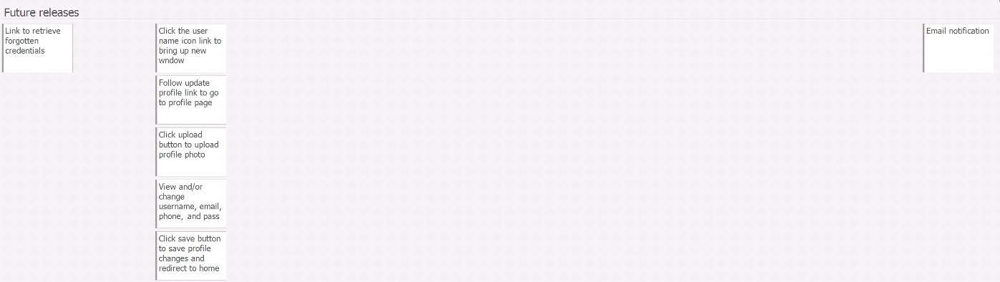 Future releases
Link to retrieve
forgotten
credentials
Click the user
name icon link to
bring up new
wndow
Follow update
profile link to go
to profile page
Click upload
button to upload
profile photo
View and/or
change
username, email,
phone, and pass
Click save button
to save profile
changes and
redirect to home
Email notification